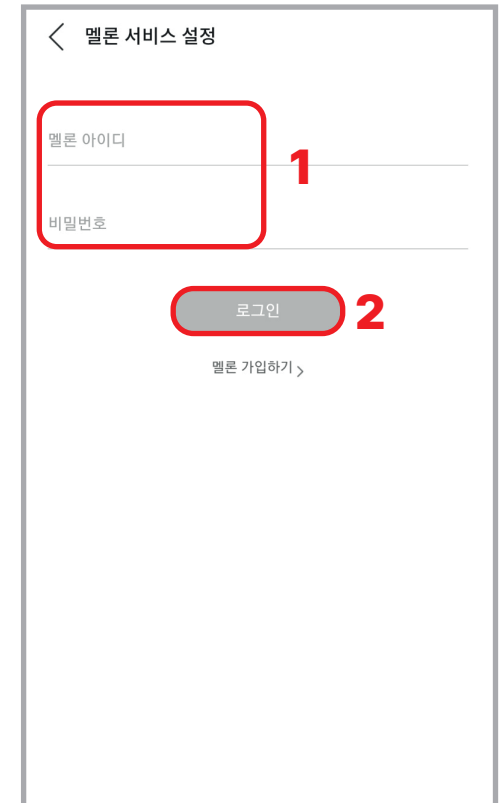 멜론 서비스 설정
멜론 아이디
1
비밀번호
로그인
2
멜론 가입하기 >